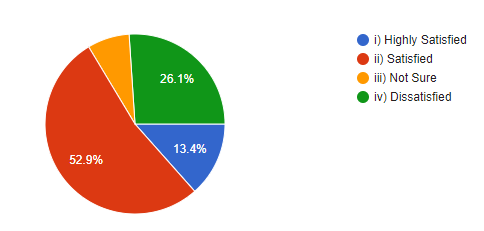 26.1%
13.4%
52.9%
i) Highly Satisfied
ii) Satisfied
iii) Not Sure
iv) Dissatisfied